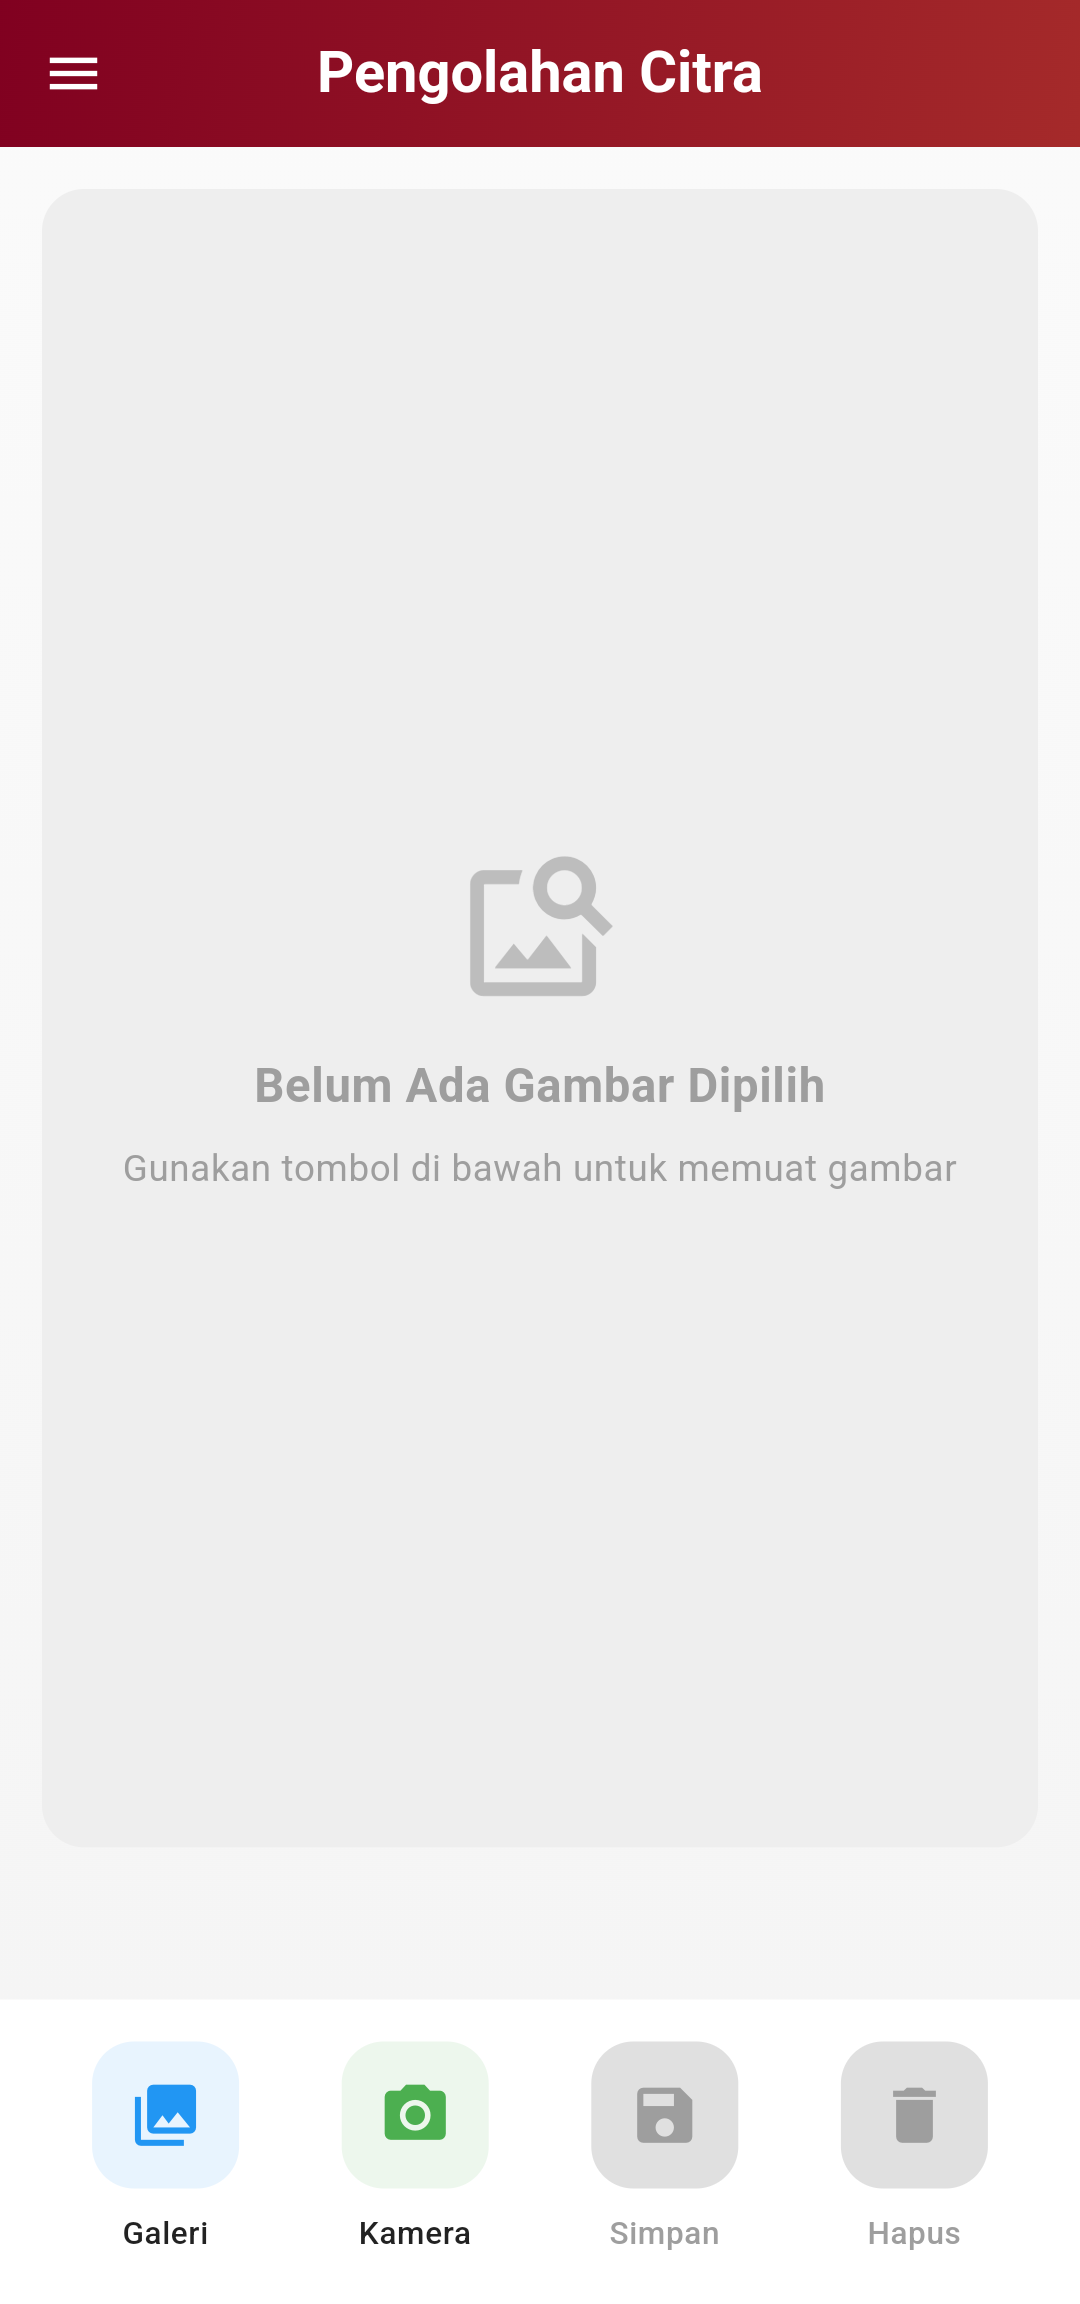 Pengolahan Citra
Belum Ada Gambar Dipilih
Gunakan tombol di bawah untuk memuat gambar
Galeri
Kamera
Simpan
Hapus